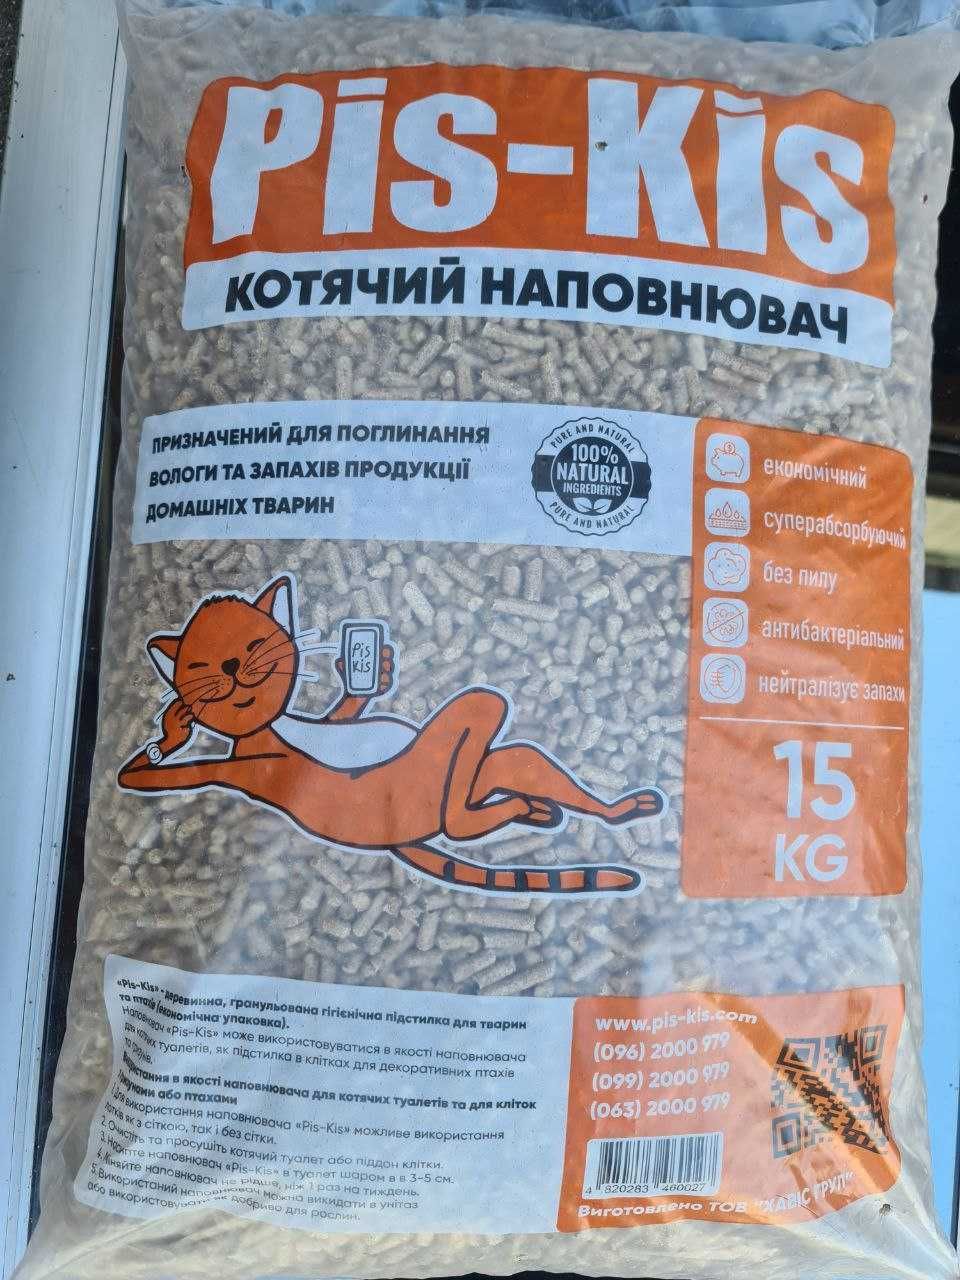 Pis-Kis
КОТЯЧИЙ НАПОВНЮВАЧ
ПРИЗНАЧЕНИЙ ДЛЯ ПОГЛИНАННЯ
ВОЛОГИ ТА ЗАПАХІВ ПРОДУКЦІЇ
ДОМАШНІХ ТВАРИН
PURE AND NATURAL
100%
NATURAL
INGREDIENTS
PURE AND NATURAL
економічний
суперабсорбуючий
без пилу
антибактеріальний
нейтралізує запахи
15
KG
Pis
Kis
«Pis-Kis» - деревинна, гранульована гігієнічна підстилка для тварин
та птахів (економічна упаковка).
Наповнювач «Pis-Kis» може використовуватися в якості наповнювача
для котячих туалетів, як підстилка в клітках для декоративних птахів
та гризунів.
Використання в якості наповнювача для котячих туалетів та для кліток
з гризунами або птахами
1. Для використання наповнювача «Pis-Kis» можливе використання
лотків як з сіткою, так і без сітки.
2. Очистіть та просушіть котячий туалет або піддон клітки.
3. Насипте наповнювач «Pis-Kis» в туалет шаром в в 3-5 см.
4. Міняйте наповнювач не рідше, ніж 1 раз на тиждень.
5. Використаний наповнювач можна викидати в унітаз
або використовувати як добриво для рослин.
www.pis-kis.com
(096) 2000 979
(099) 2000 979
(063) 2000 979
4 820283 460027
Виготовлено ТОВ "ХАВІС ГРУП"